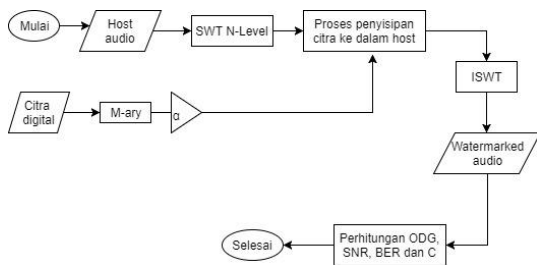 Mulai
Host
audio
SWT N-Level
Proses penyisipan
citra ke dalam host
ISWT
Citra
digital
M-ary
α
Watermarked
audio
Perhitungan ODG,
SNR, BER dan C
Selesai